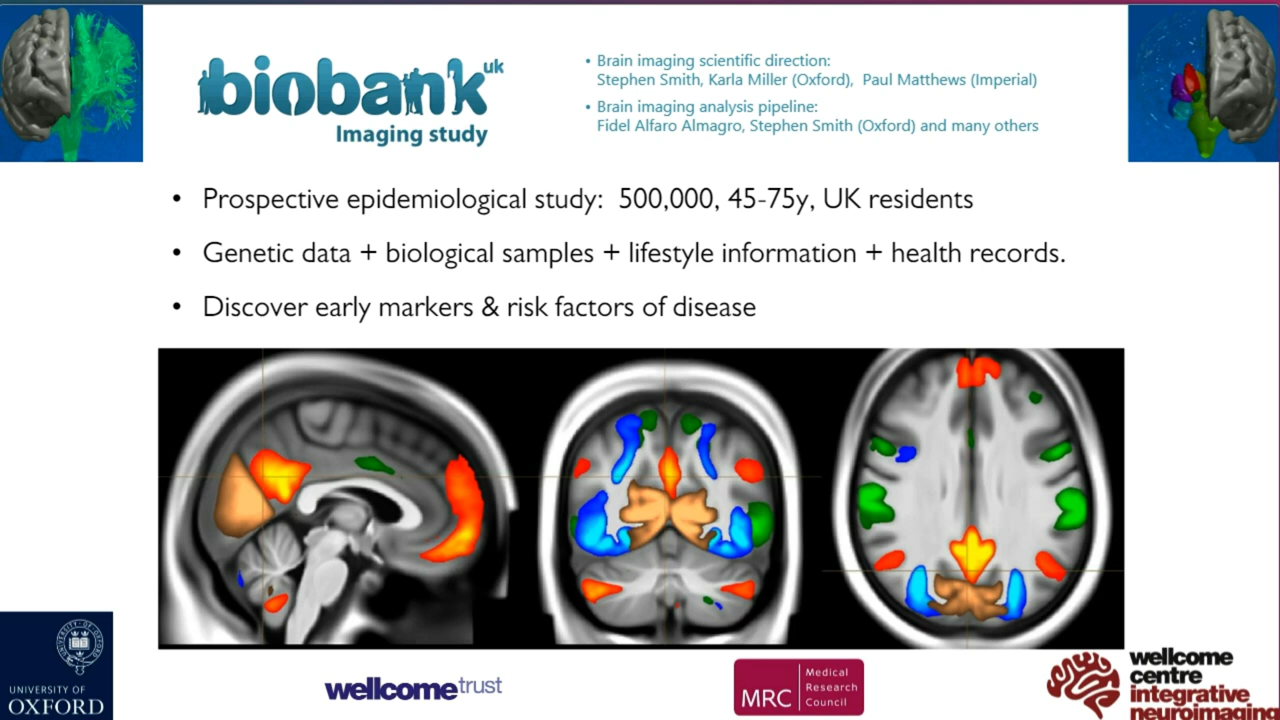 biobank uk
Imaging study
• Brain imaging scientific direction:
Stephen Smith, Karla Miller (Oxford), Paul Matthews (Imperial)
• Brain imaging analysis pipeline:
Fidel Alfaro Almagro, Stephen Smith (Oxford) and many others
• Prospective epidemiological study: 500,000, 45-75y, UK residents
• Genetic data + biological samples + lifestyle information + health records.
• Discover early markers & risk factors of disease
UNIVERSITY OF
OXFORD
wellcometrust
MRC
Medical
Research
Council
wellcome
centre
integrative
neuroimaging